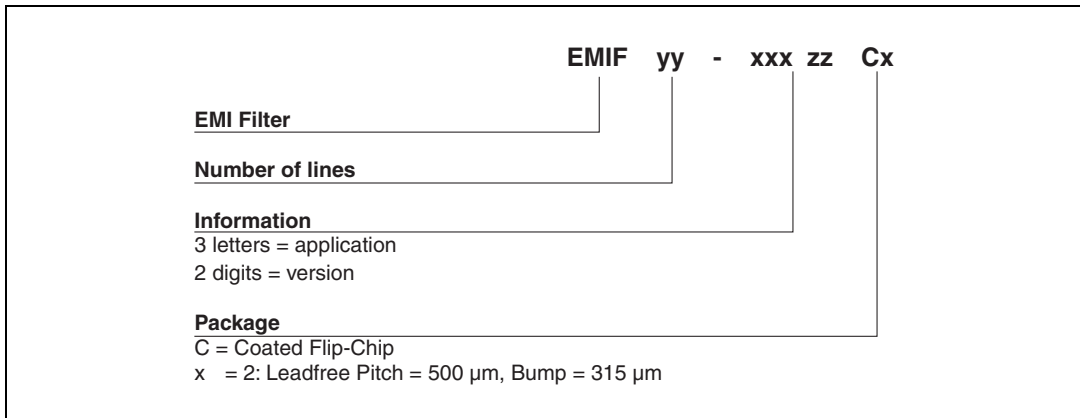 EMIF yy - xxx zz Cx
EMI Filter
Number of lines
Information
3 letters = application
2 digits = version
Package
C = Coated Flip-Chip
x = 2: Leadfree Pitch = 500 µm, Bump = 315 µm